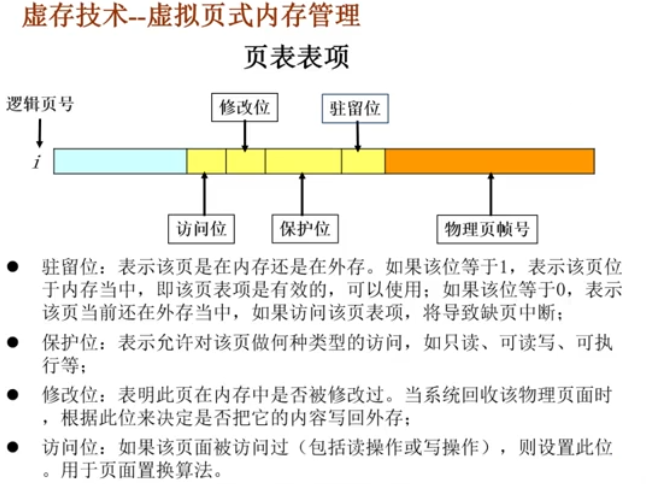 虚存技术--虚拟页式内存管理
页表表项
逻辑页号
修改位
驻留位
i
访问位
保护位
物理页帧号
● 驻留位：表示该页是在内存还是在外存。如果该位等于1，表示该页位
于内存当中，即该页表项是有效的，可以使用；如果该位等于0，表示
该页当前还在外存当中，如果访问该页表项，将导致缺页中断；
● 保护位：表示允许对该页做何种类型的访问，如只读、可读写、可执
行等；
● 修改位：表明此页在内存中是否被修改过。当系统回收该物理页面时
，根据此位来决定是否把它的内容写回外存；
● 访问位：如果该页面被访问过（包括读操作或写操作），则设置此位
。用于页面置换算法。